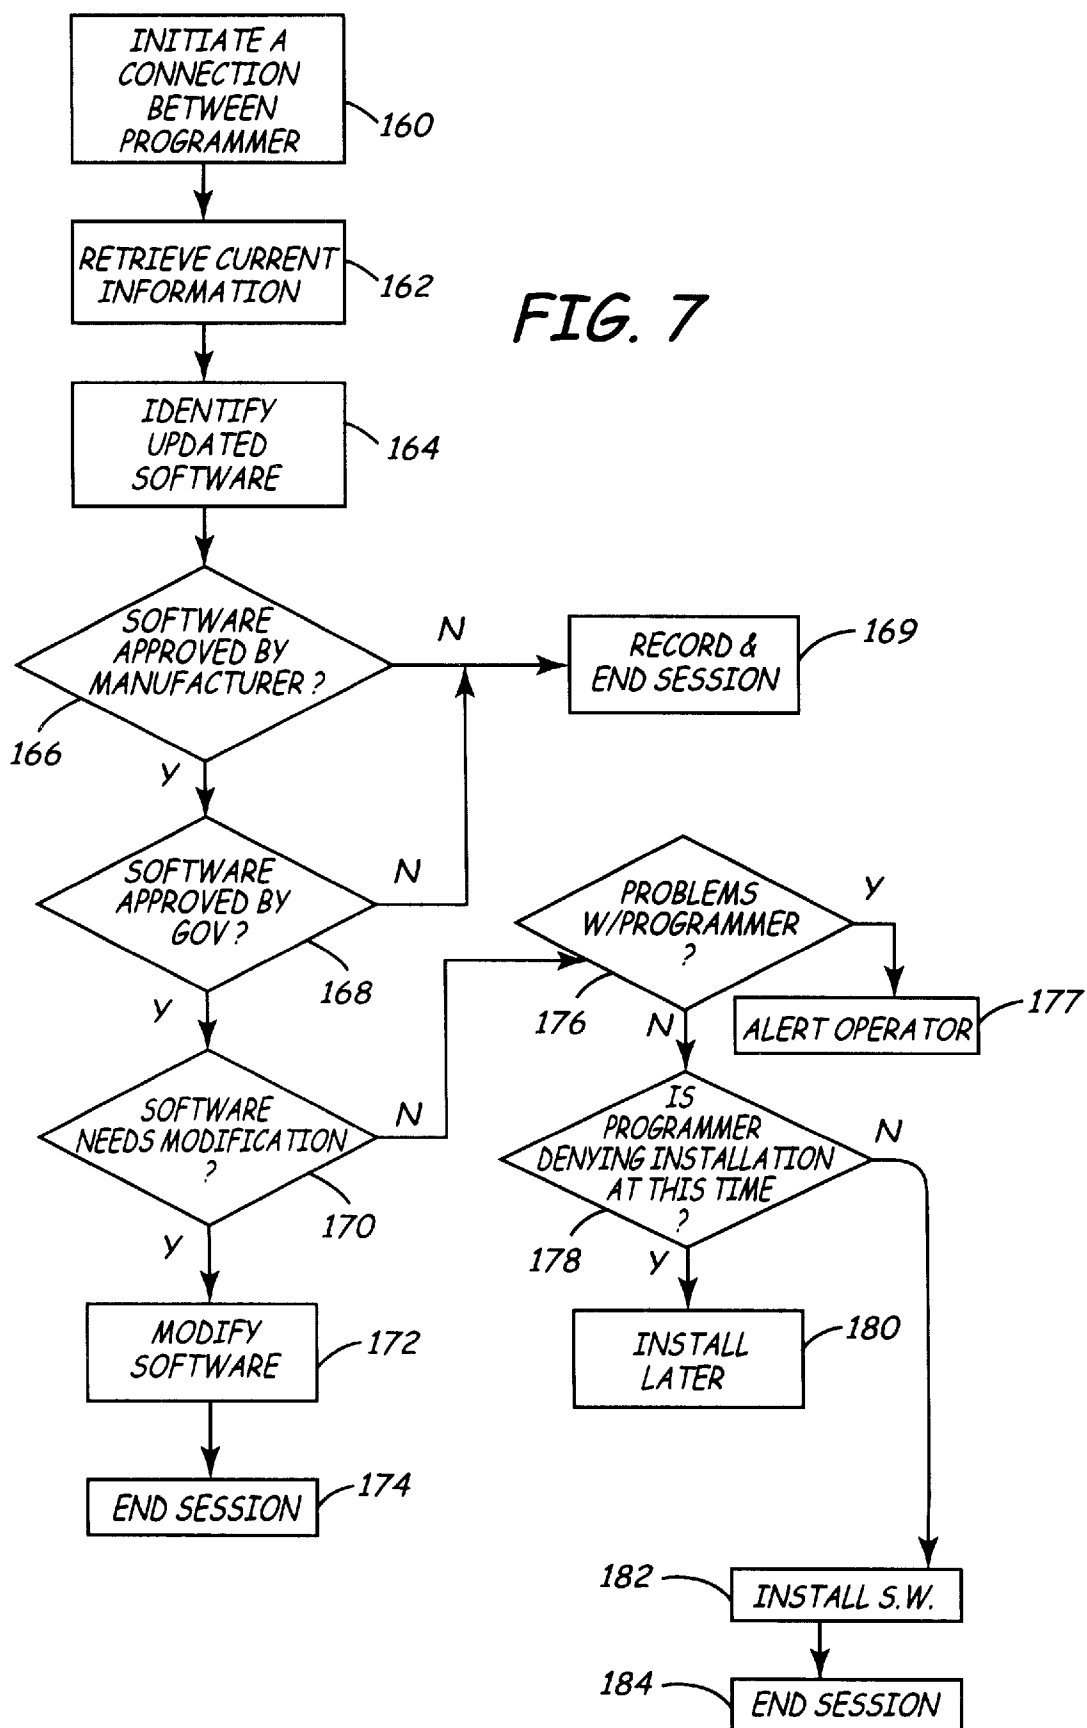 INITIATE A
CONNECTION
BETWEEN
PROGRAMMER
160
RETRIEVE CURRENT
INFORMATION
162
FIG. 7
IDENTIFY
UPDATED
SOFTWARE
164
SOFTWARE
APPROVED BY
MANUFACTURER ?
166
N
Y
RECORD &
END SESSION
169
SOFTWARE
APPROVED BY
GOV ?
168
N
Y
SOFTWARE
NEEDS MODIFICATION
?
170
N
Y
MODIFY
SOFTWARE
172
END SESSION
174
PROBLEMS
W/PROGRAMMER
?
176
Y
N
ALERT OPERATOR
177
IS
PROGRAMMER
DENYING INSTALLATION
AT THIS TIME
?
178
N
Y
INSTALL
LATER
180
182
INSTALL S.W.
184
END SESSION